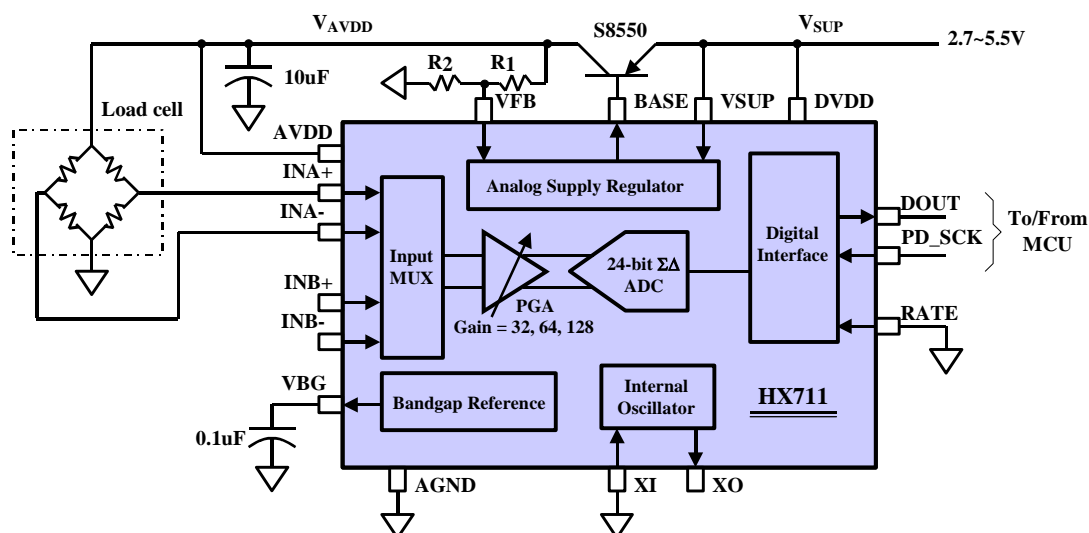 V_AVDD
S8550
V_SUP
2.7~5.5V
R2
R1
10uF
VFB
BASE
VSUP
DVDD
Load cell
AVDD
INA+
Analog Supply Regulator
DOUT
INA-
PD_SCK
To/From
MCU
Input
MUX
Digital
Interface
24-bit ΣΔ
ADC
INB+
PGA
Gain = 32, 64, 128
INB-
RATE
VBG
Bandgap Reference
Internal
Oscillator
HX711
0.1uF
AGND
XI
XO